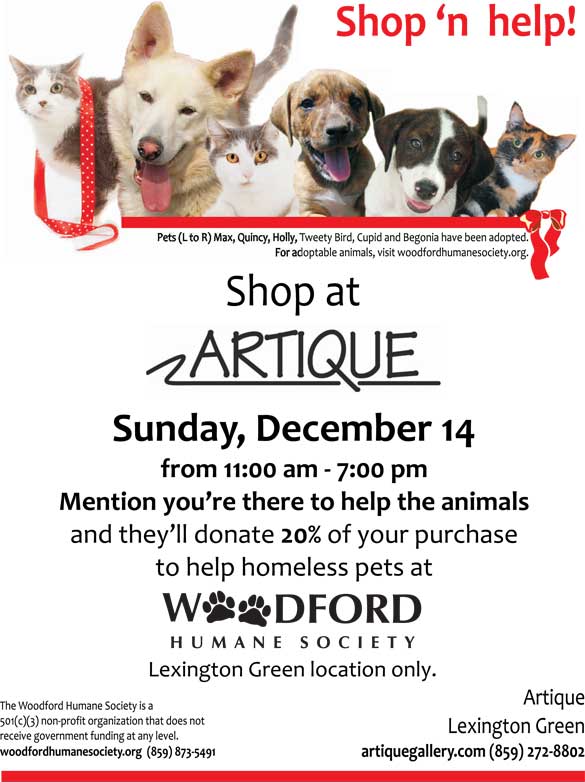 Shop ‘n help!
Pets (L to R) Max, Quincy, Holly, Tweety Bird, Cupid and Begonia have been adopted.
For adoptable animals, visit woodfordhumanesociety.org.
Shop at
ARTIQUE
Sunday, December 14
from 11:00 am - 7:00 pm
Mention you’re there to help the animals
and they’ll donate 20% of your purchase
to help homeless pets at
WOODFORD
HUMANE SOCIETY
Lexington Green location only.
The Woodford Humane Society is a
501(c)(3) non-profit organization that does not
receive government funding at any level.
woodfordhumanesociety.org (859) 873-5491
Artique
Lexington Green
artiquegallery.com (859) 272-8802